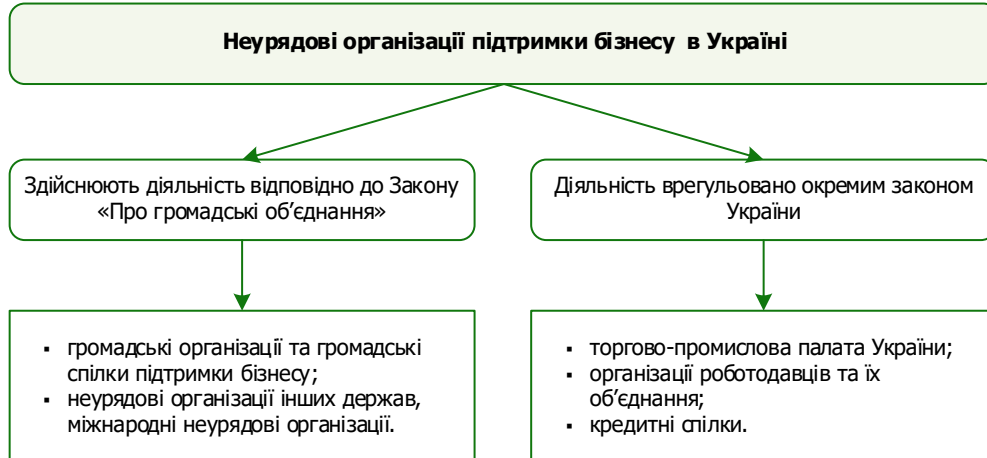 Неурядові організації підтримки бізнесу в Україні
Здійснюють діяльність відповідно до Закону
«Про громадські об’єднання»
Діяльність врегульовано окремим законом
України
▪ громадські організації та громадські
спілки підтримки бізнесу;
▪ неурядові організації інших держав,
міжнародні неурядові організації.
▪ торгово-промислова палата України;
▪ організації роботодавців та їх
об’єднання;
▪ кредитні спілки.